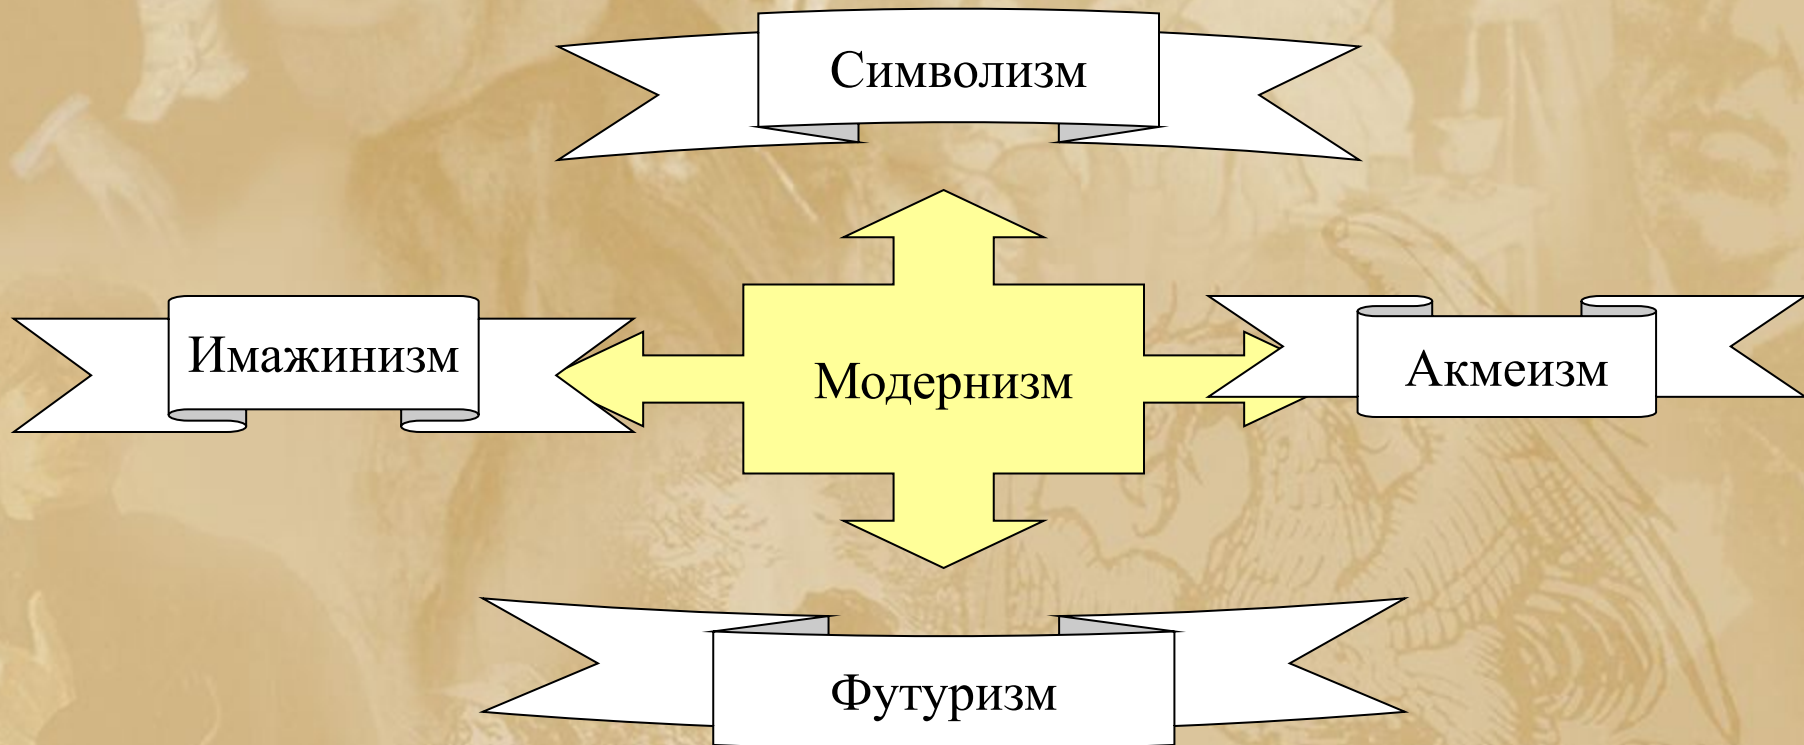 Символизм
Имажинизм
Модернизм
Акмеизм
Футуризм